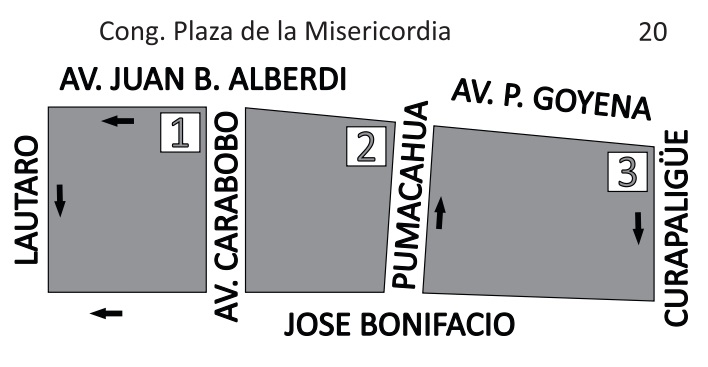 Cong. Plaza de la Misericordia
20
AV. JUAN B. ALBERDI
AV. P. GOYENA
LAUTARO
1
AV. CARABOBO
2
PUMACAHUA
3
CURAPALIGÜE
JOSE BONIFACIO